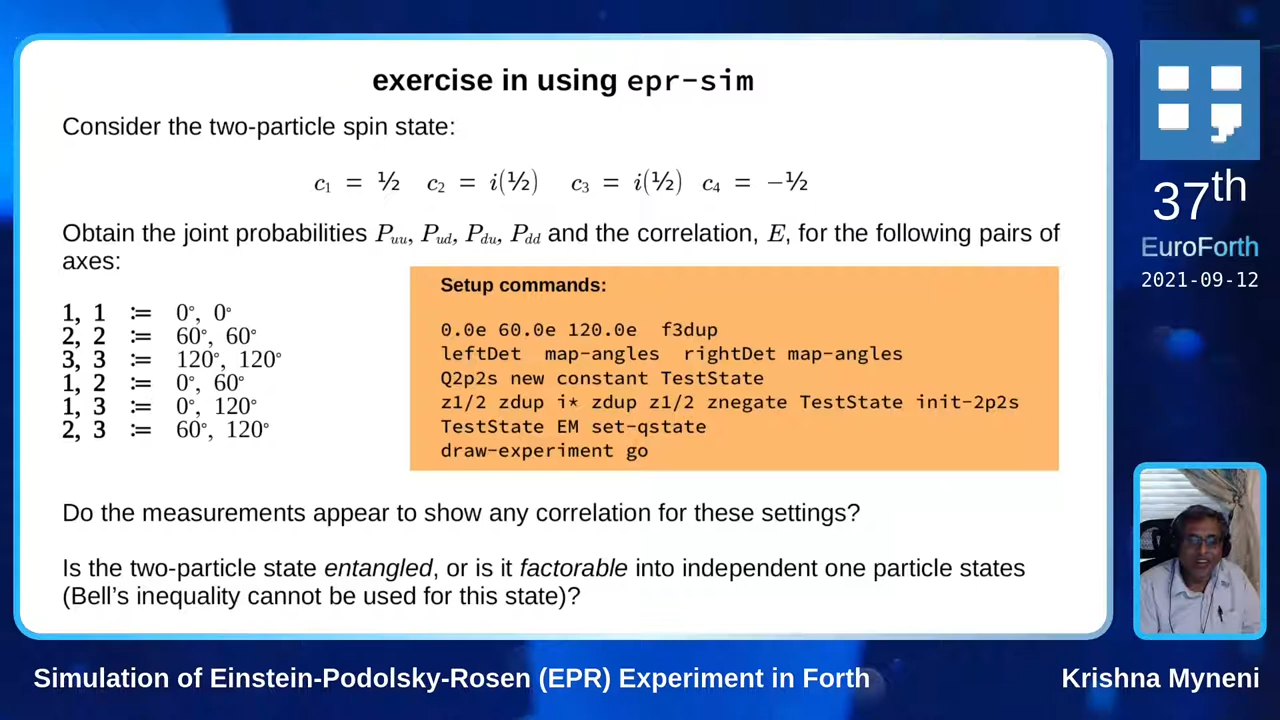 exercise in using epr-sim
Consider the two-particle spin state:
c₁ = ½ c₂ = i(½) c₃ = i(½) c₄ = −½
Obtain the joint probabilities Pᵤᵤ, P_ud, P_du, P_dd and the correlation, E, for the following pairs of
axes:
1, 1 := 0°, 0°
2, 2 := 60°, 60°
3, 3 := 120°, 120°
1, 2 := 0°, 60°
1, 3 := 0°, 120°
2, 3 := 60°, 120°
Setup commands:
0.0e 60.0e 120.0e f3dup
leftDet map-angles rightDet map-angles
Q2p2s new constant TestState
z1/2 zdup i* zdup z1/2 znegate TestState init-2p2s
TestState EM set-qstate
draw-experiment go
Do the measurements appear to show any correlation for these settings?
Is the two-particle state entangled, or is it factorable into independent one particle states
(Bell's inequality cannot be used for this state)?
37th
EuroForth
2021-09-12
Simulation of Einstein-Podolsky-Rosen (EPR) Experiment in Forth
Krishna Myneni